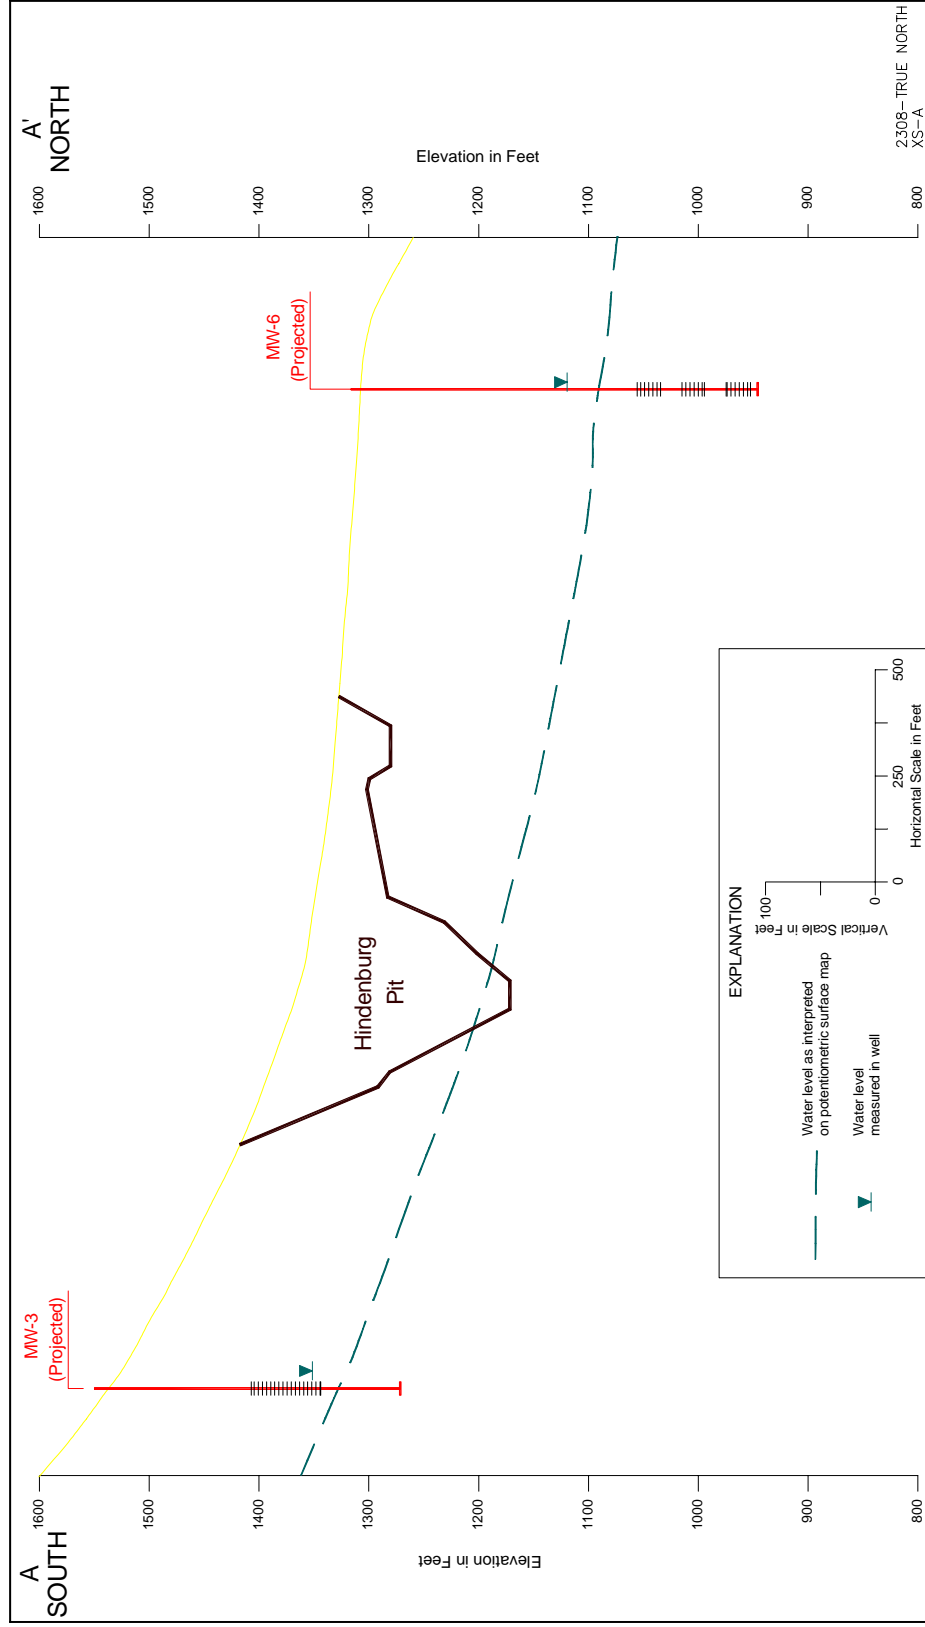 A
SOUTH
A'
NORTH
1600
1500
1400
1300
1200
1100
1000
900
800
Elevation in Feet
1600
1500
1400
1300
1200
1100
1000
900
800
Elevation in Feet
MW-3
(Projected)
MW-6
(Projected)
Hindenburg
Pit
EXPLANATION
Water level as interpreted
on potentiometric surface map
Water level
measured in well
100
0
Vertical Scale in Feet
0
250
500
Horizontal Scale in Feet
2308-TRUE NORTH
XS-A